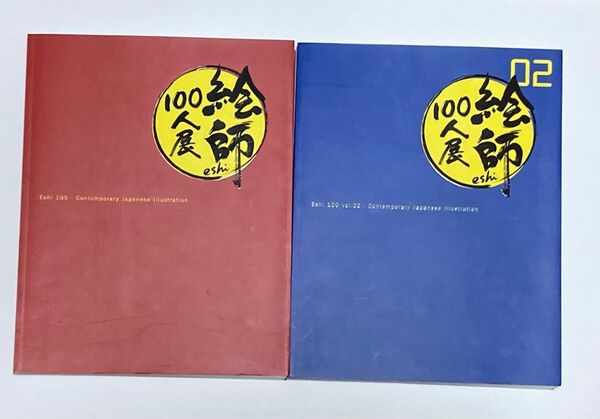 絵師
100人展
eshi
Eshi 100 - Contemporary Japanese Illustration
02
絵師
100人展
eshi
Eshi 100 vol.02 - Contemporary Japanese Illustration